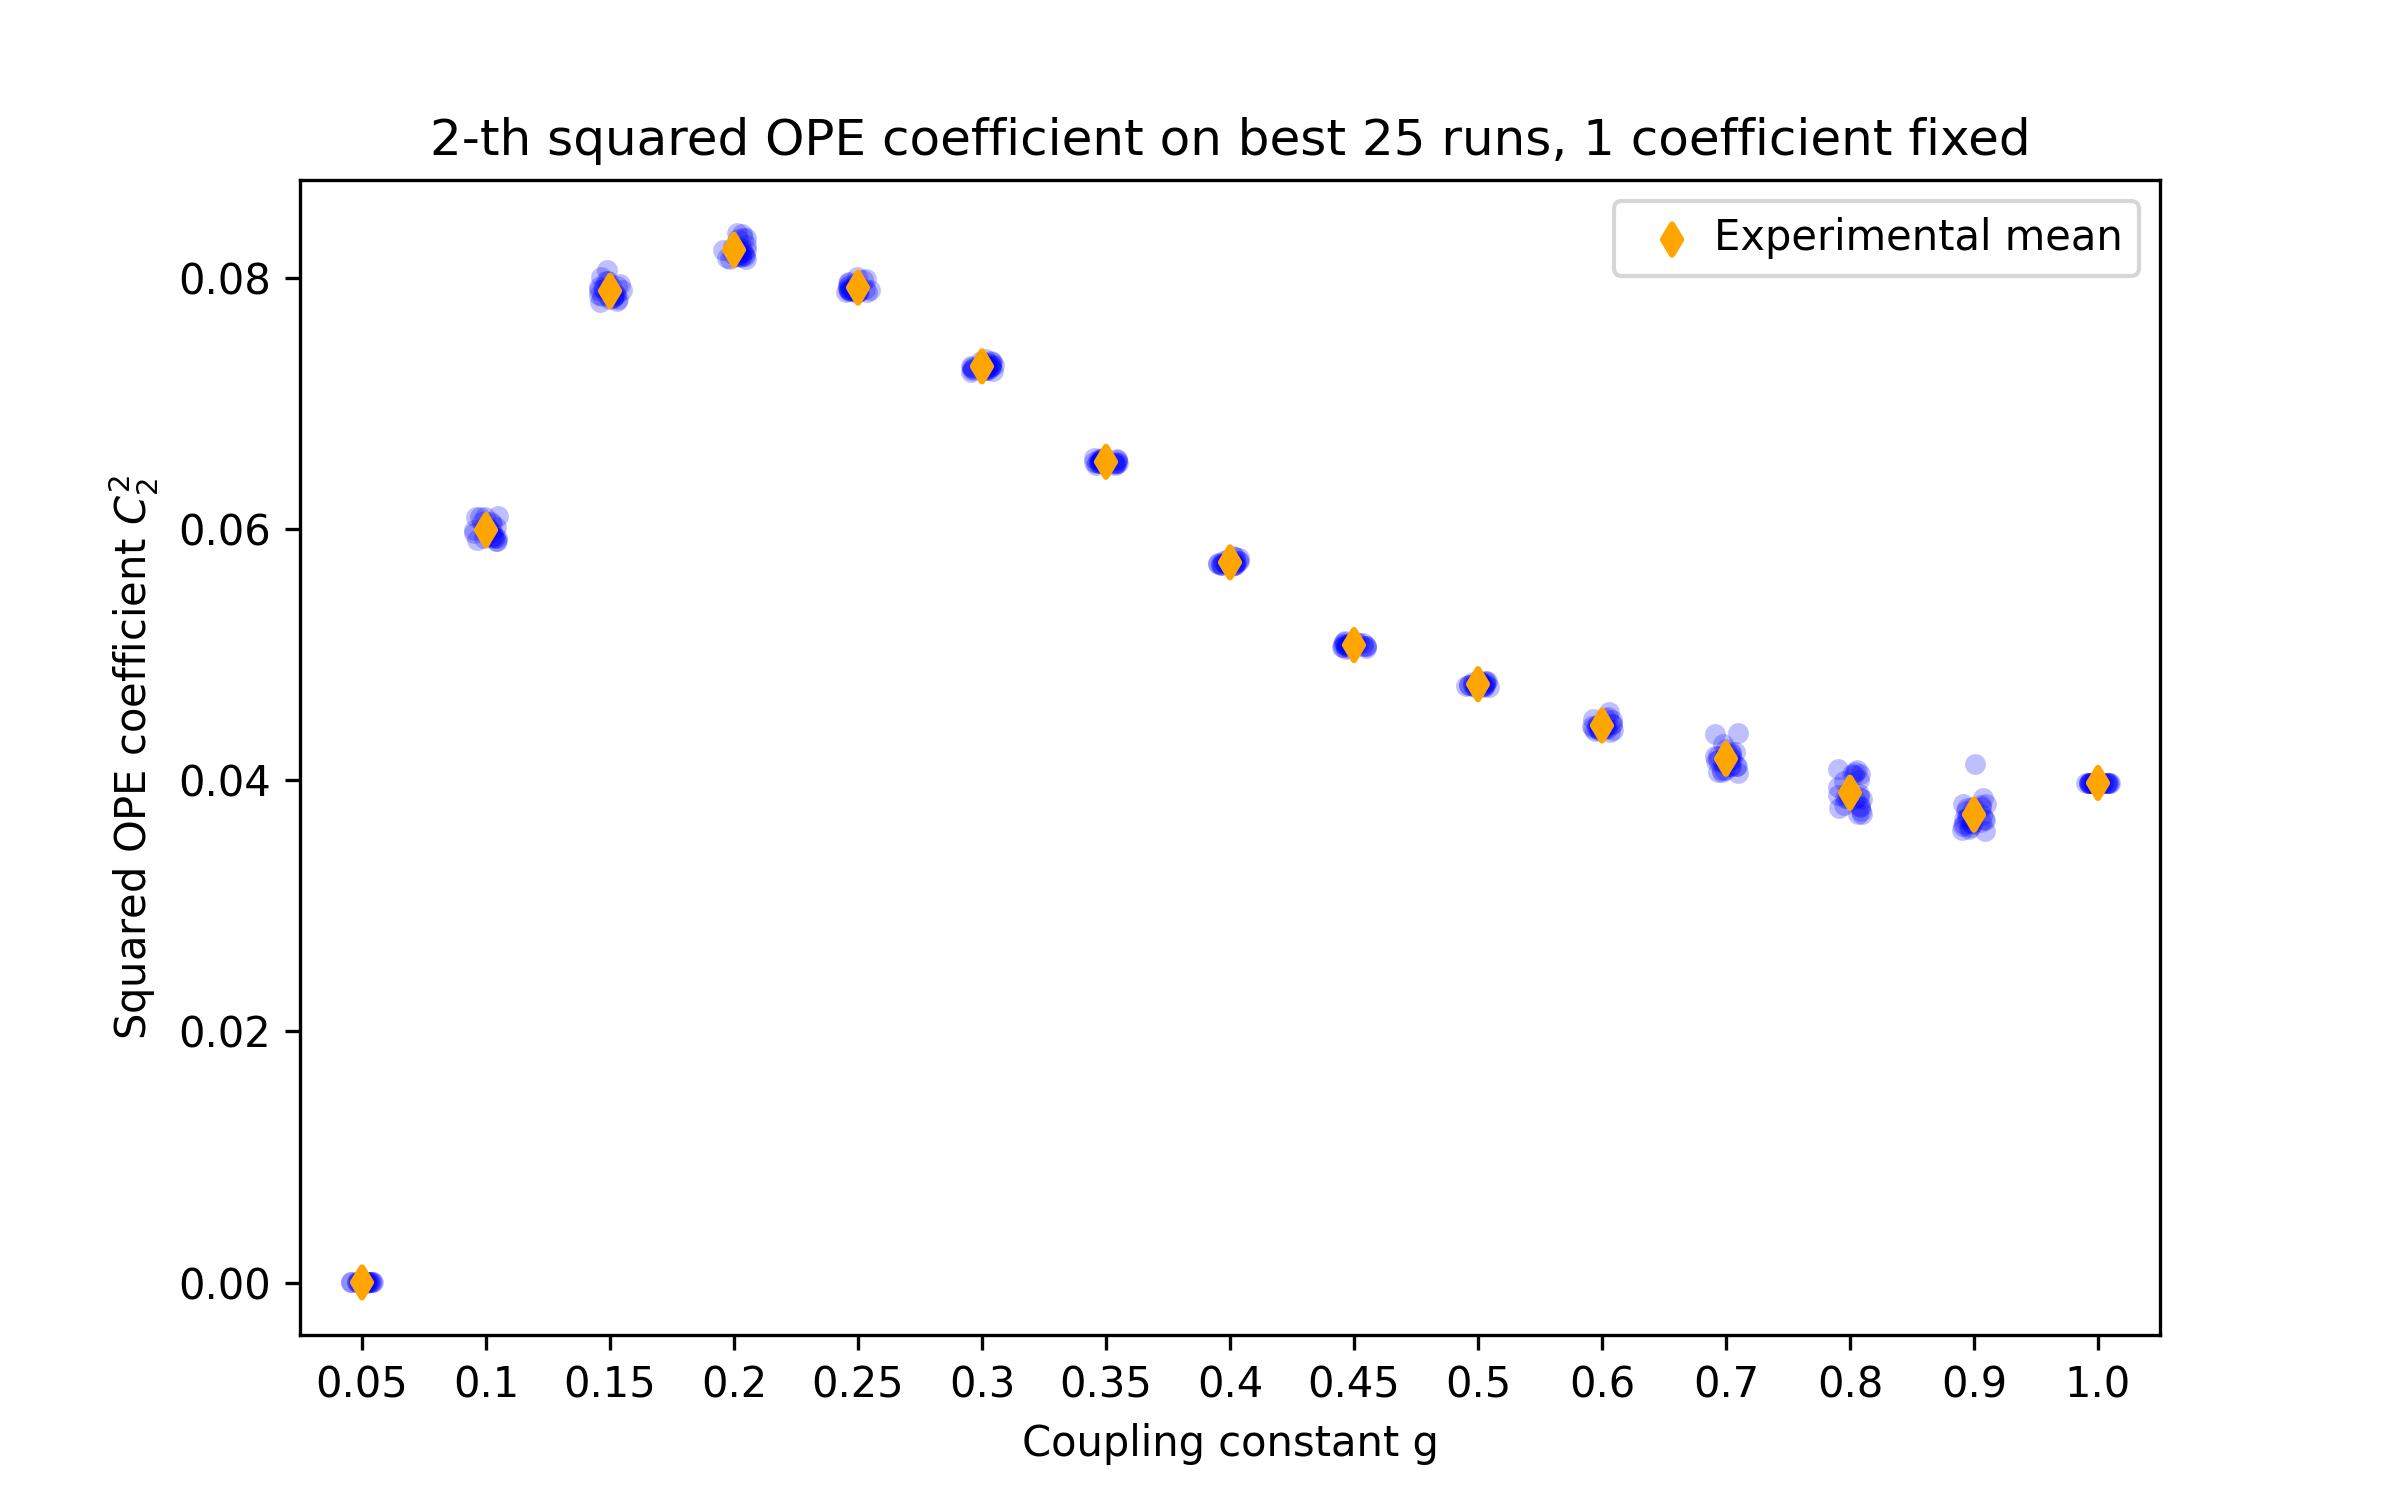 2-th squared OPE coefficient on best 25 runs, 1 coefficient fixed
Experimental mean
Squared OPE coefficient $C_2^2$
0.08
0.06
0.04
0.02
0.00
0.05 0.1 0.15 0.2 0.25 0.3 0.35 0.4 0.45 0.5 0.6 0.7 0.8 0.9 1.0
Coupling constant g